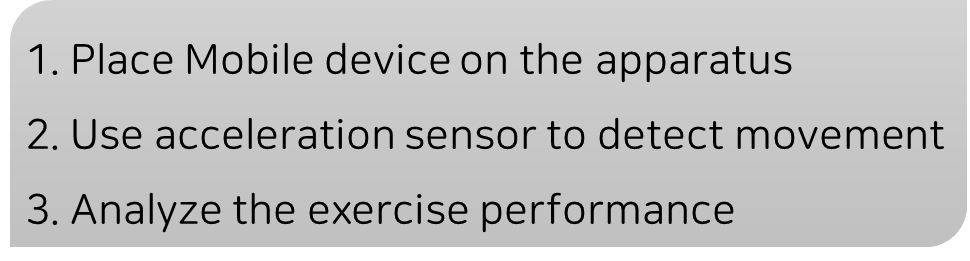 1. Place Mobile device on the apparatus
2. Use acceleration sensor to detect movement
3. Analyze the exercise performance